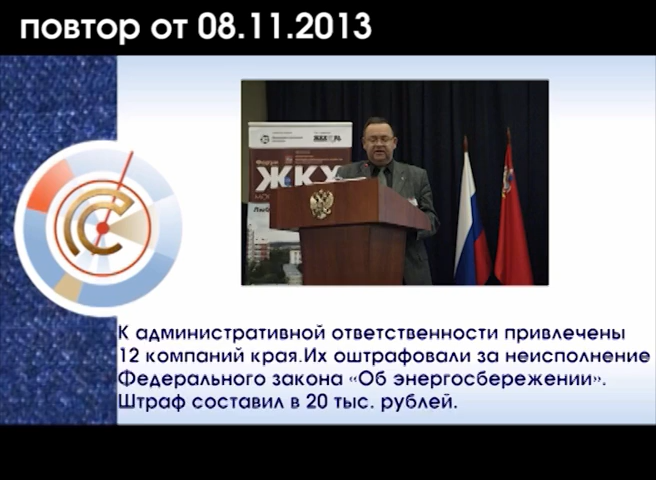 повтор от 08.11.2013
Форум
ЖКХ
К административной ответственности привлечены
12 компаний края.Их оштрафовали за неисполнение
Федерального закона «Об энергосбережении».
Штраф составил в 20 тыс. рублей.